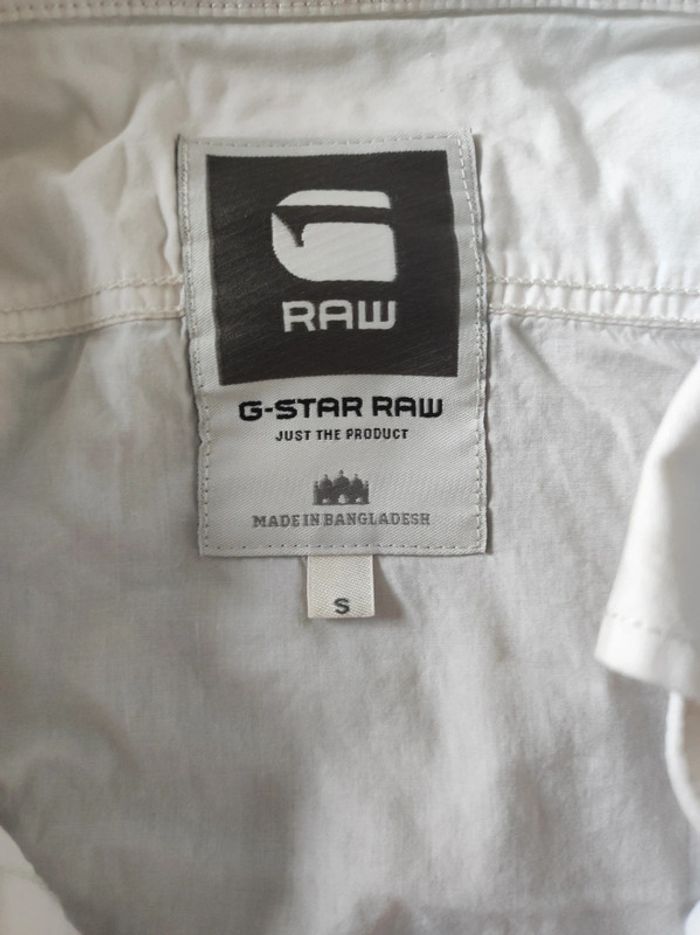 RAW
G-STAR RAW
JUST THE PRODUCT
MADE IN BANGLADESH
S